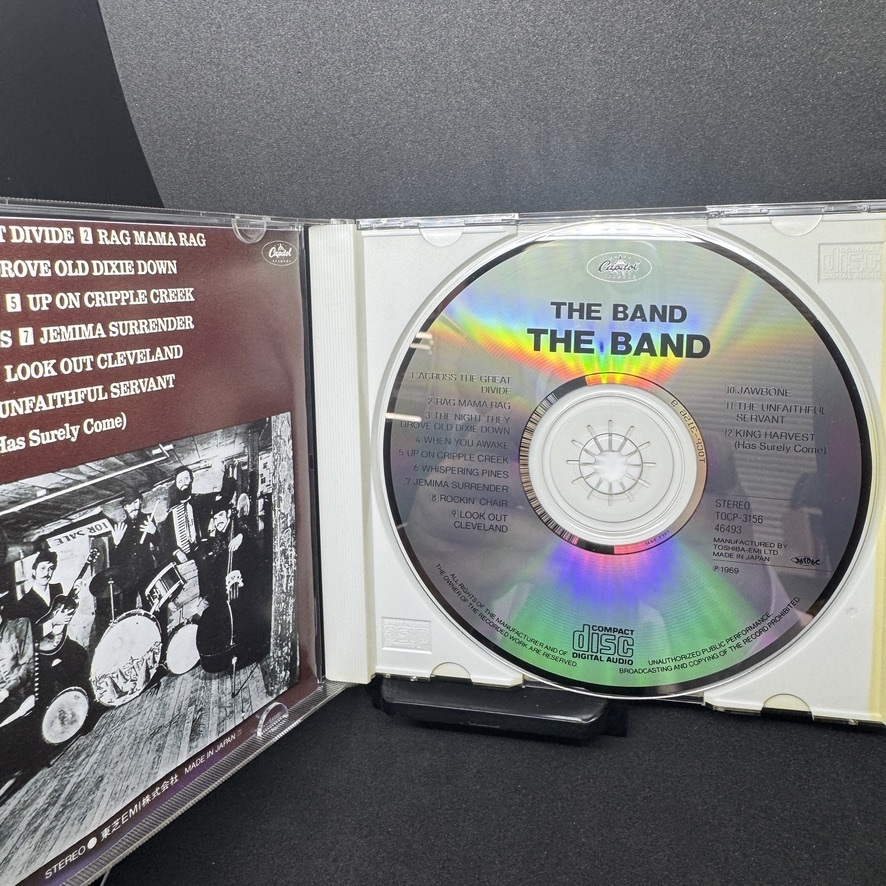 T DIVIDE 2 RAG MAMA RAG
ROVE OLD DIXIE DOWN
5 UP ON CRIPPLE CREEK
S 7 JEMIMA SURRENDER
LOOK OUT CLEVELAND
UNFAITHFUL SERVANT
Has Surely Come)
Capitol
FOR SALE
STEREO ● 東芝EMI株式会社 MADE IN JAPAN
Capitol
THE BAND
THE BAND
1 ACROSS THE GREAT
DIVIDE
2 RAG MAMA RAG
3 THE NIGHT THEY
DROVE OLD DIXIE DOWN
4 WHEN YOU AWAKE
5 UP ON CRIPPLE CREEK
6 WHISPERING PINES
7 JEMIMA SURRENDER
8 ROCKIN' CHAIR
9 LOOK OUT
CLEVELAND
10 JAWBONE
11 THE UNFAITHFUL
SERVANT
12 KING HARVEST
(Has Surely Come)
STEREO
TOCP-3156
46493
MANUFACTURED BY
TOSHIBA-EMI LTD
MADE IN JAPAN
JASRAC
℗ 1969
TOCP-3156
ALL RIGHTS OF THE MANUFACTURER AND OF
THE OWNER OF THE RECORDED WORK ARE RESERVED.
COMPACT
disc
DIGITAL AUDIO
UNAUTHORIZED PUBLIC PERFORMANCE,
BROADCASTING AND COPYING OF THE RECORD PROHIBITED.
disc